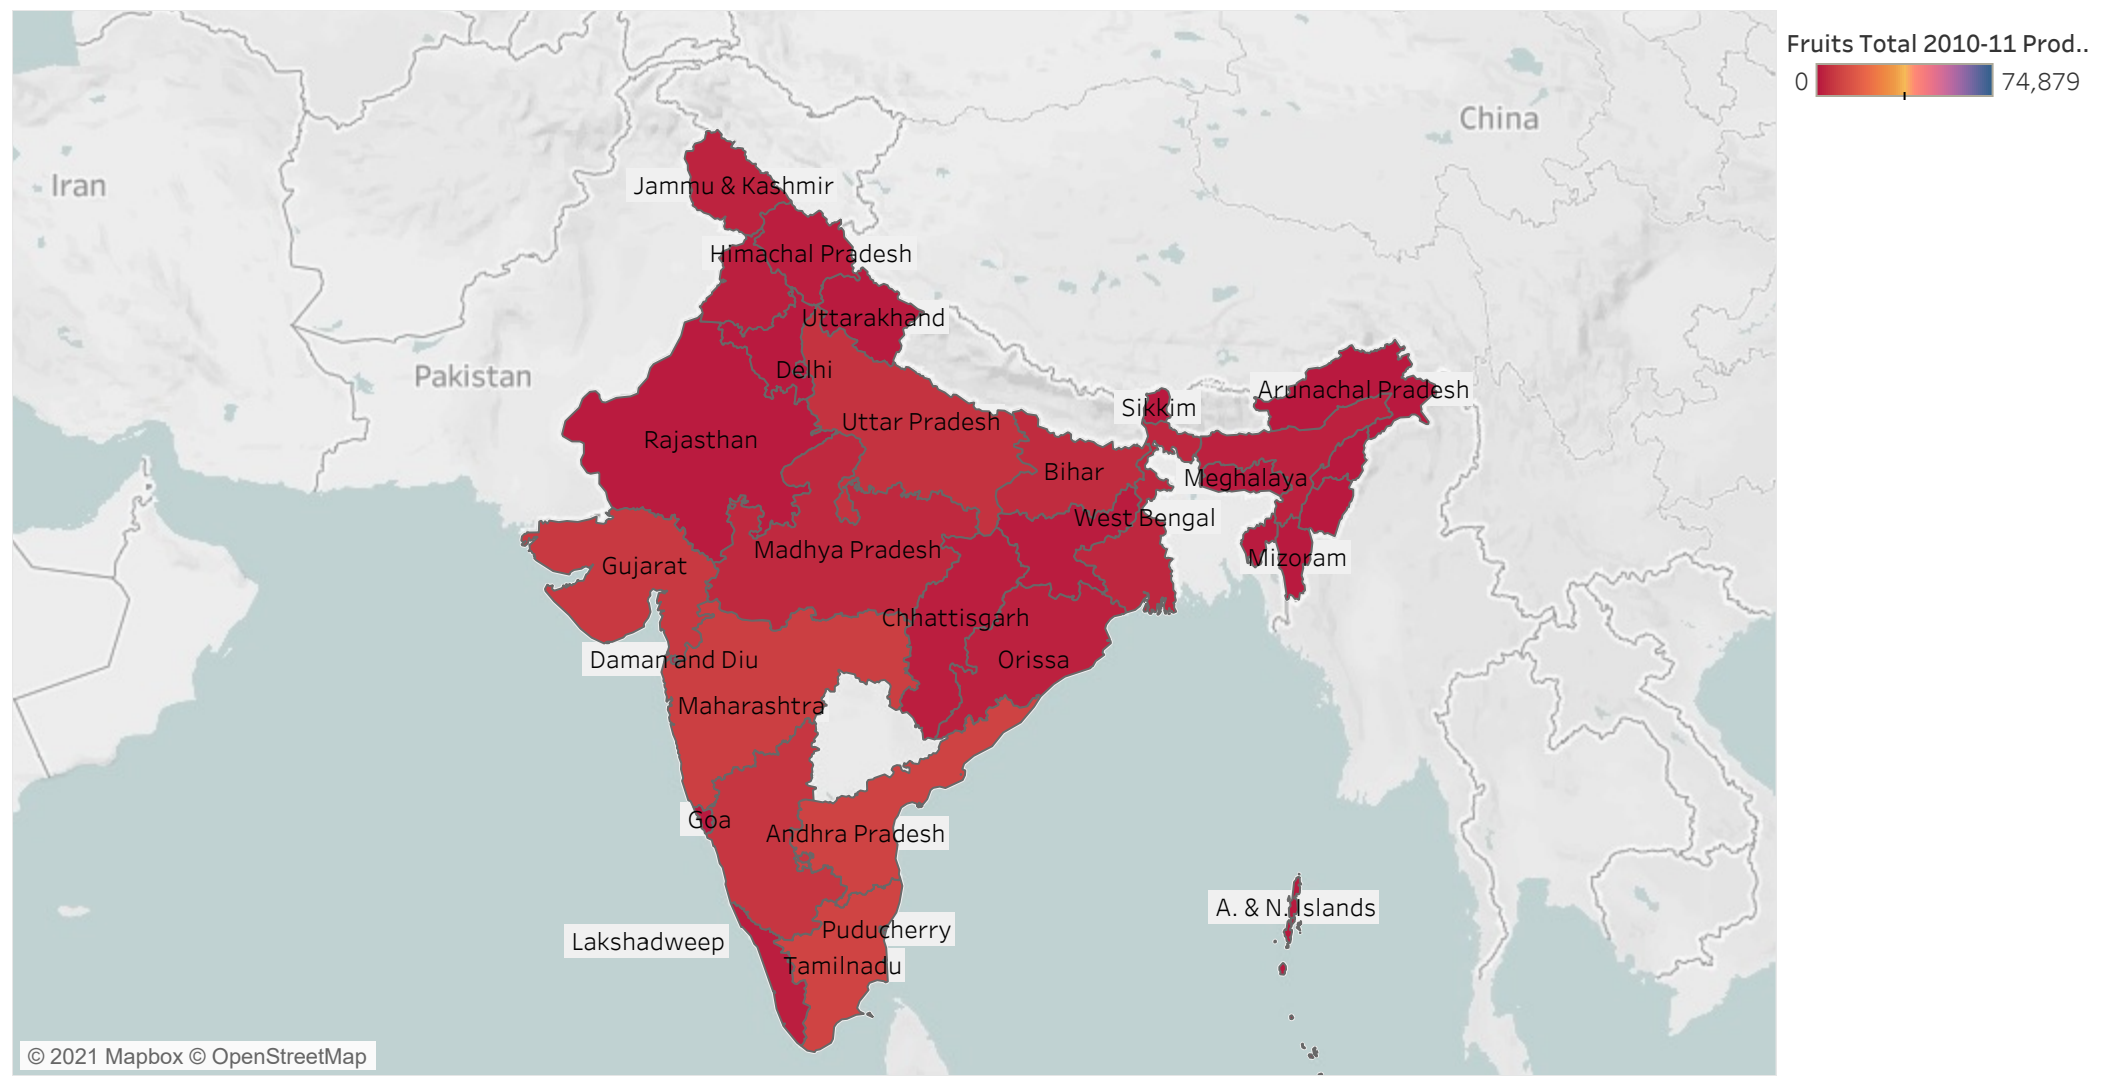 Fruits Total 2010-11 Prod..
0 74,879
China
Iran
Jammu & Kashmir
Himachal Pradesh
Uttarakhand
Pakistan
Delhi
Arunachal Pradesh
Sikkim
Uttar Pradesh
Rajasthan
Bihar
Meghalaya
West Bengal
Madhya Pradesh
Mizoram
Gujarat
Chhattisgarh
Daman and Diu
Orissa
Maharashtra
Goa
Andhra Pradesh
A. & N. Islands
Puducherry
Lakshadweep
Tamilnadu
© 2021 Mapbox © OpenStreetMap